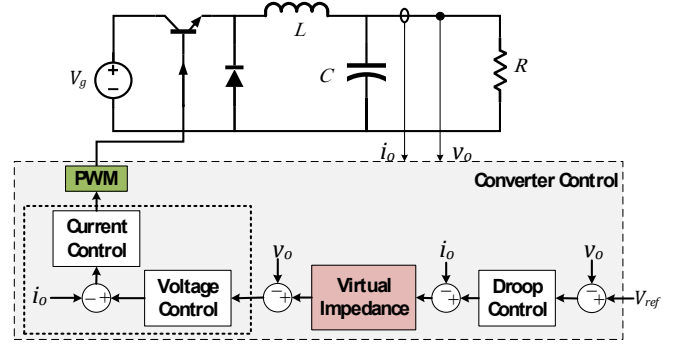 L
V_g
C
R
i_o
v_o
PWM
Converter Control
Current
Control
v_o
i_o
v_o
Voltage
Control
Virtual
Impedance
Droop
Control
i_o
V_ref